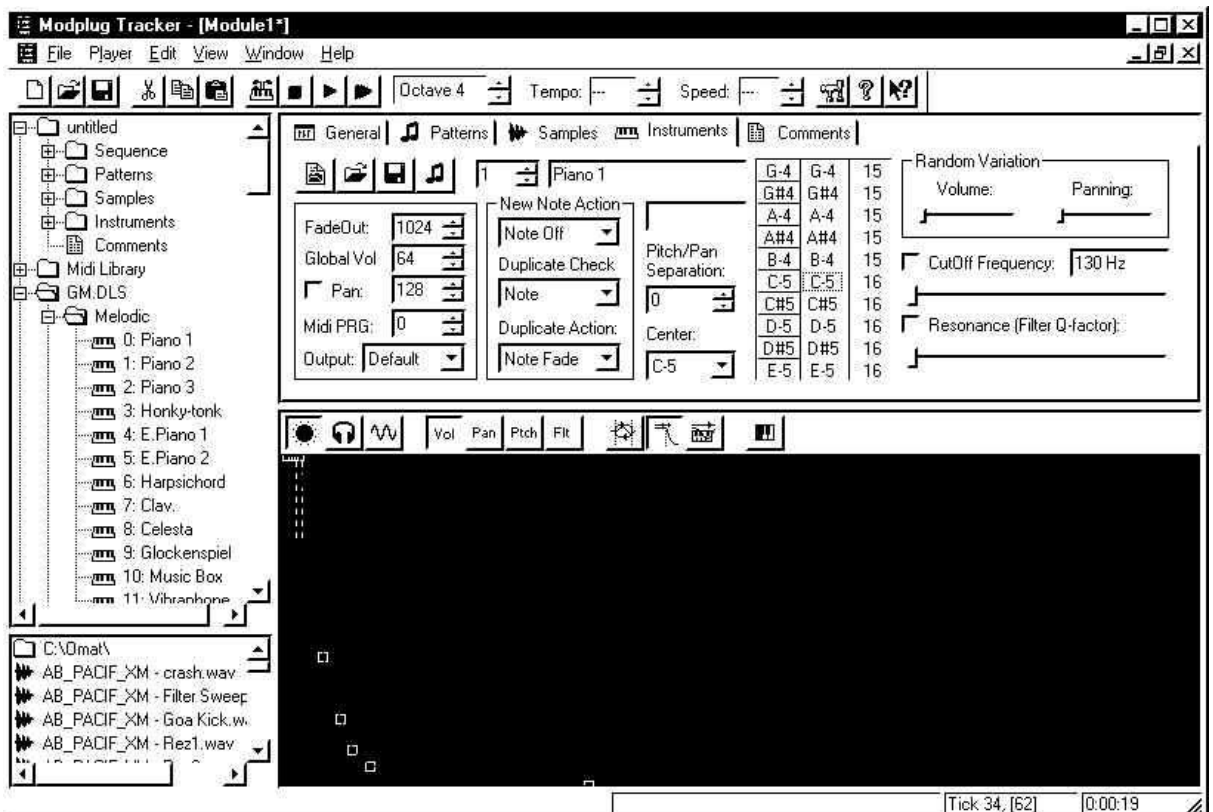 Modplug Tracker - [Module1*]
File Player Edit View Window Help
Octave 4 Tempo: --- Speed: ---
untitled
Sequence
Patterns
Samples
Instruments
Comments
Midi Library
GM.DLS
Melodic
0: Piano 1
1: Piano 2
2: Piano 3
3: Honky-tonk
4: E.Piano 1
5: E.Piano 2
6: Harpsichord
7: Clav.
8: Celesta
9: Glockenspiel
10: Music Box
11: Vibraphone
C:\Omat\
AB_PACIF_XM - crash.wav
AB_PACIF_XM - Filter Sweep
AB_PACIF_XM - Goa Kick.w
AB_PACIF_XM - Rez1.wav
General Patterns Samples Instruments Comments
1 Piano 1
FadeOut: 1024
Global Vol 64
Pan: 128
Midi PRG: 0
Output: Default
New Note Action
Note Off
Duplicate Check
Note
Duplicate Action:
Note Fade
Pitch/Pan
Separation:
0
Center:
C-5
G-4 G-4 15
G#4 G#4 15
A-4 A-4 15
A#4 A#4 15
B-4 B-4 15
C-5 C-5 16
C#5 C#5 16
D-5 D-5 16
D#5 D#5 16
E-5 E-5 16
Random Variation
Volume: Panning:
CutOff Frequency: 130 Hz
Resonance (Filter Q-factor):
Vol Pan Ptch Flt
Tick 34, [62] 0:00:19